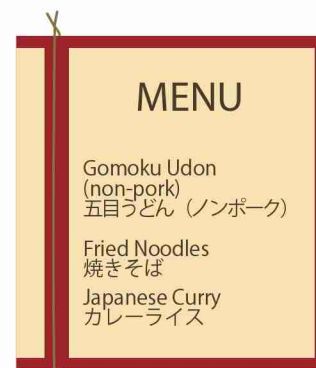 MENU
Gomoku Udon
(non-pork)
五目うどん（ノンポーク）
Fried Noodles
焼きそば
Japanese Curry
カレーライス